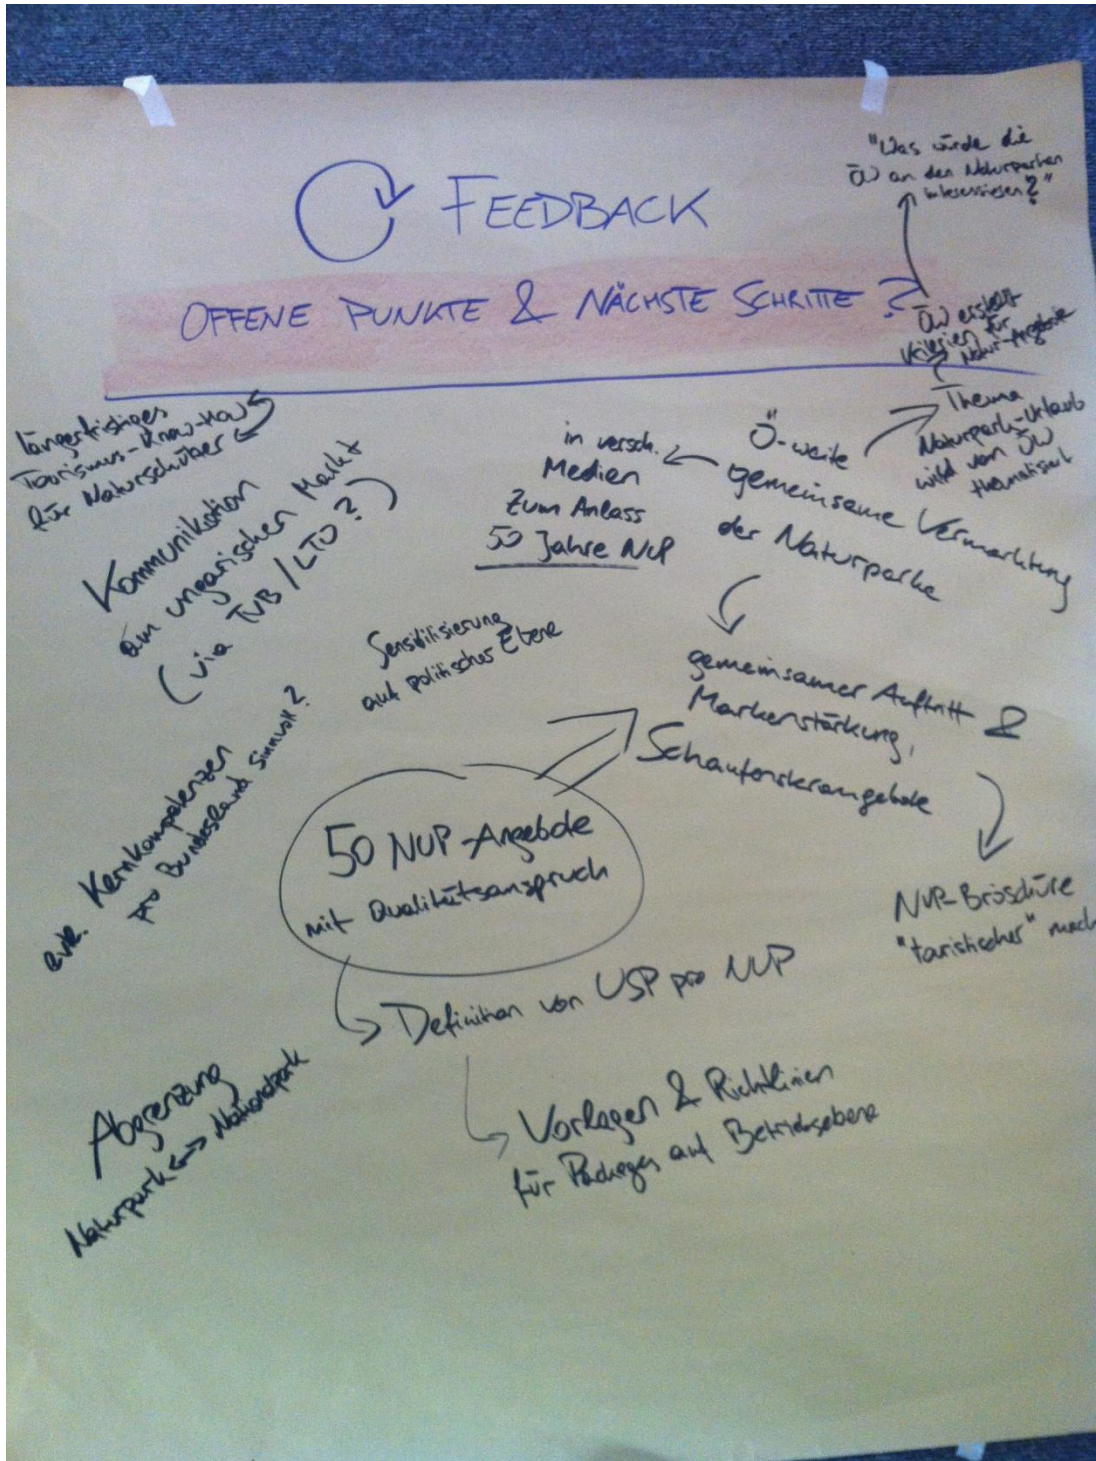 "Was würde die
ÖW an den Naturparken
interessieren?"
FEEDBACK
OFFENE PUNKTE & NÄCHSTE SCHRITTE ?
ÖW erstellt
Kriterien für
Natur-Angebote
Thema
Naturpark-Urlaub
wird von ÖW
thematisiert
längerfristiges
Tourismus-Know-How
für Naturschützer
Kommunikation
am ungarischen Markt
(via TVB / LTO?)
in versch.
Medien
zum Anlass
50 Jahre NuP
Ö-weite
gemeinsame Vermarktung
der Naturparke
Sensibilisierung
auf politischer Ebene
gemeinsamer Auftritt &
Markenstärkung,
Schaufensterangebote
evtl. Kernkompetenzen
pro Bundesland sinnvoll?
50 NUP-Angebote
mit Qualitätsanspruch
NUP-Broschüre
"touristischer" mach
Definition von USP pro NUP
Abgrenzung
Naturpark <-> Nationalpark
Vorlagen & Richtlinien
für Packages auf Betriebsebene